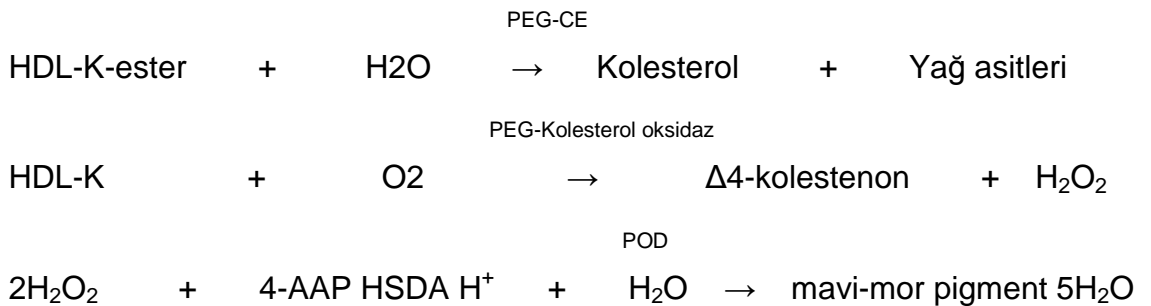 PEG-CE
HDL-K-ester + H2O → Kolesterol + Yağ asitleri
PEG-Kolesterol oksidaz
HDL-K + O2 → Δ4-kolestenon + H₂O₂
POD
2H₂O₂ + 4-AAP HSDA H⁺ + H₂O → mavi-mor pigment 5H₂O